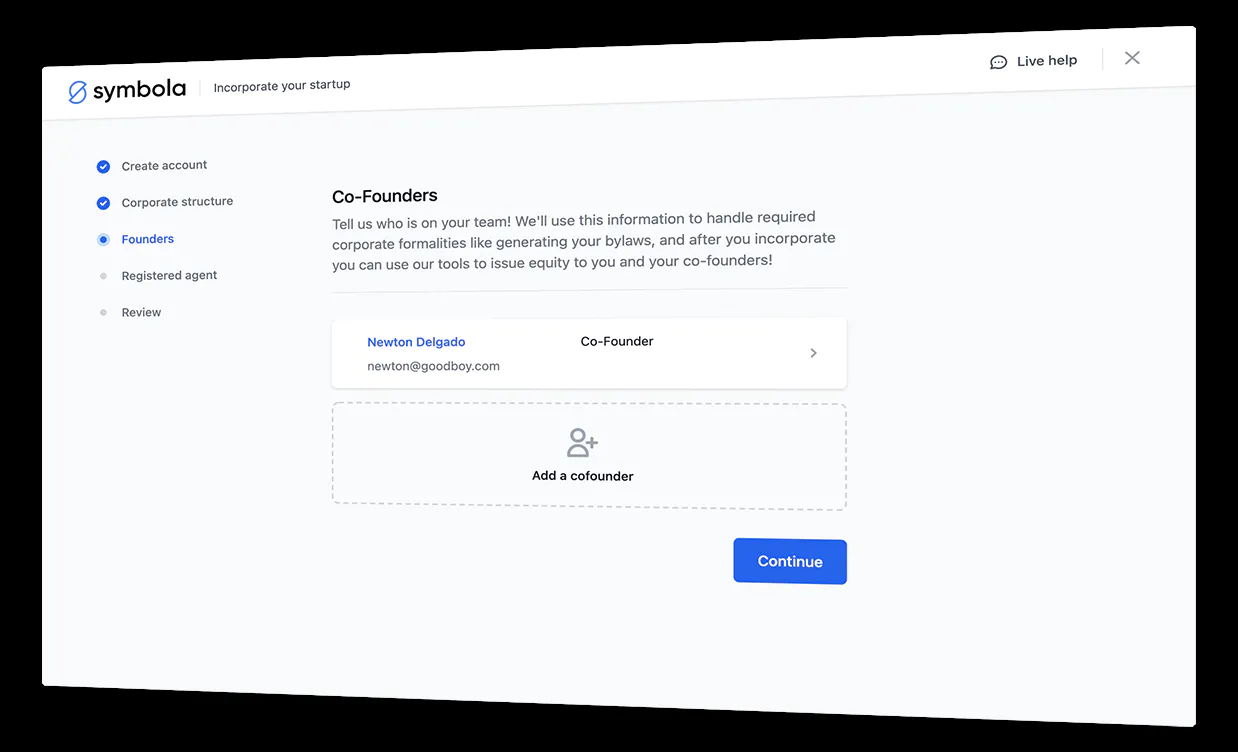 symbola
Incorporate your startup
Live help
Create account
Corporate structure
Founders
Registered agent
Review
Co-Founders
Tell us who is on your team! We'll use this information to handle required
corporate formalities like generating your bylaws, and after you incorporate
you can use our tools to issue equity to you and your co-founders!
Newton Delgado
Co-Founder
newton@goodboy.com
Add a cofounder
Continue